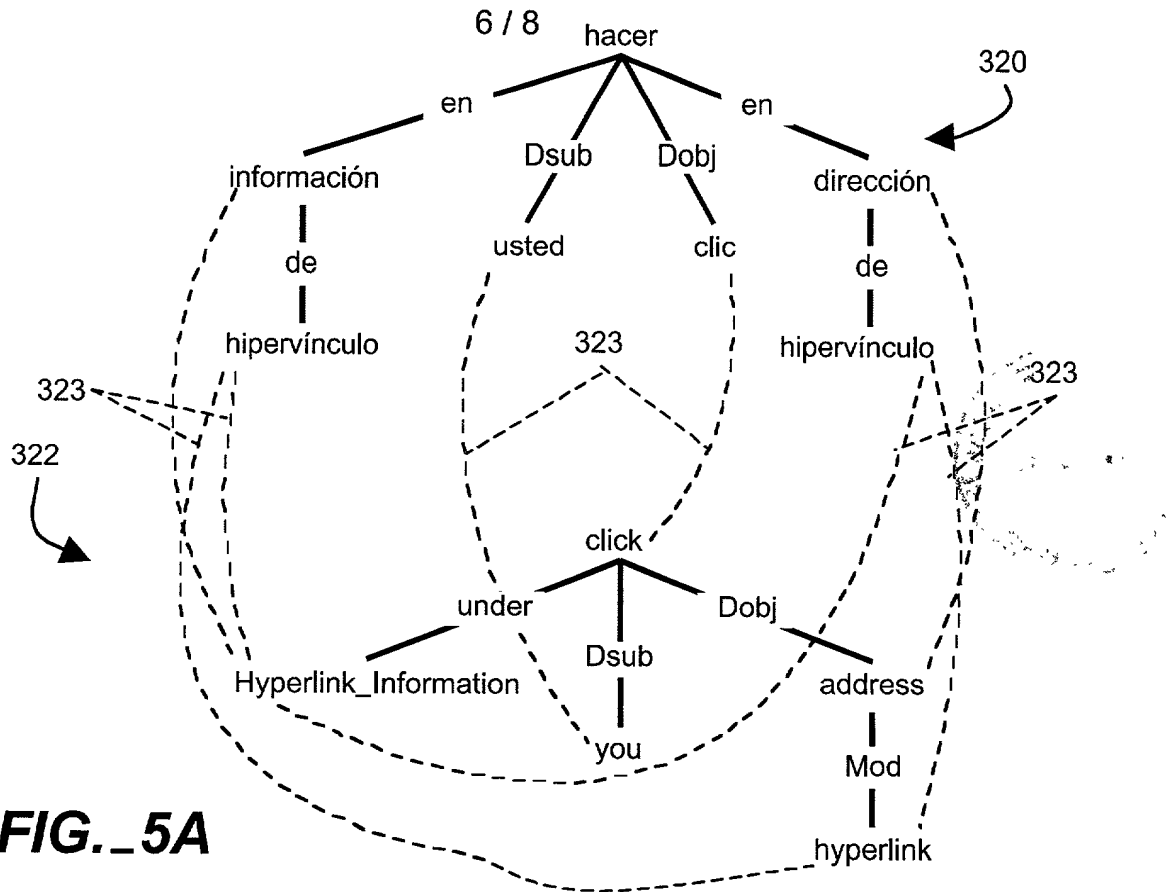 6 / 8
hacer
320
en
en
Dsub
Dobj
información
dirección
usted
clic
de
de
hipervínculo
323
hipervínculo
323
323
322
click
under
Dobj
Dsub
Hyperlink_Information
address
you
Mod
FIG._5A
hyperlink